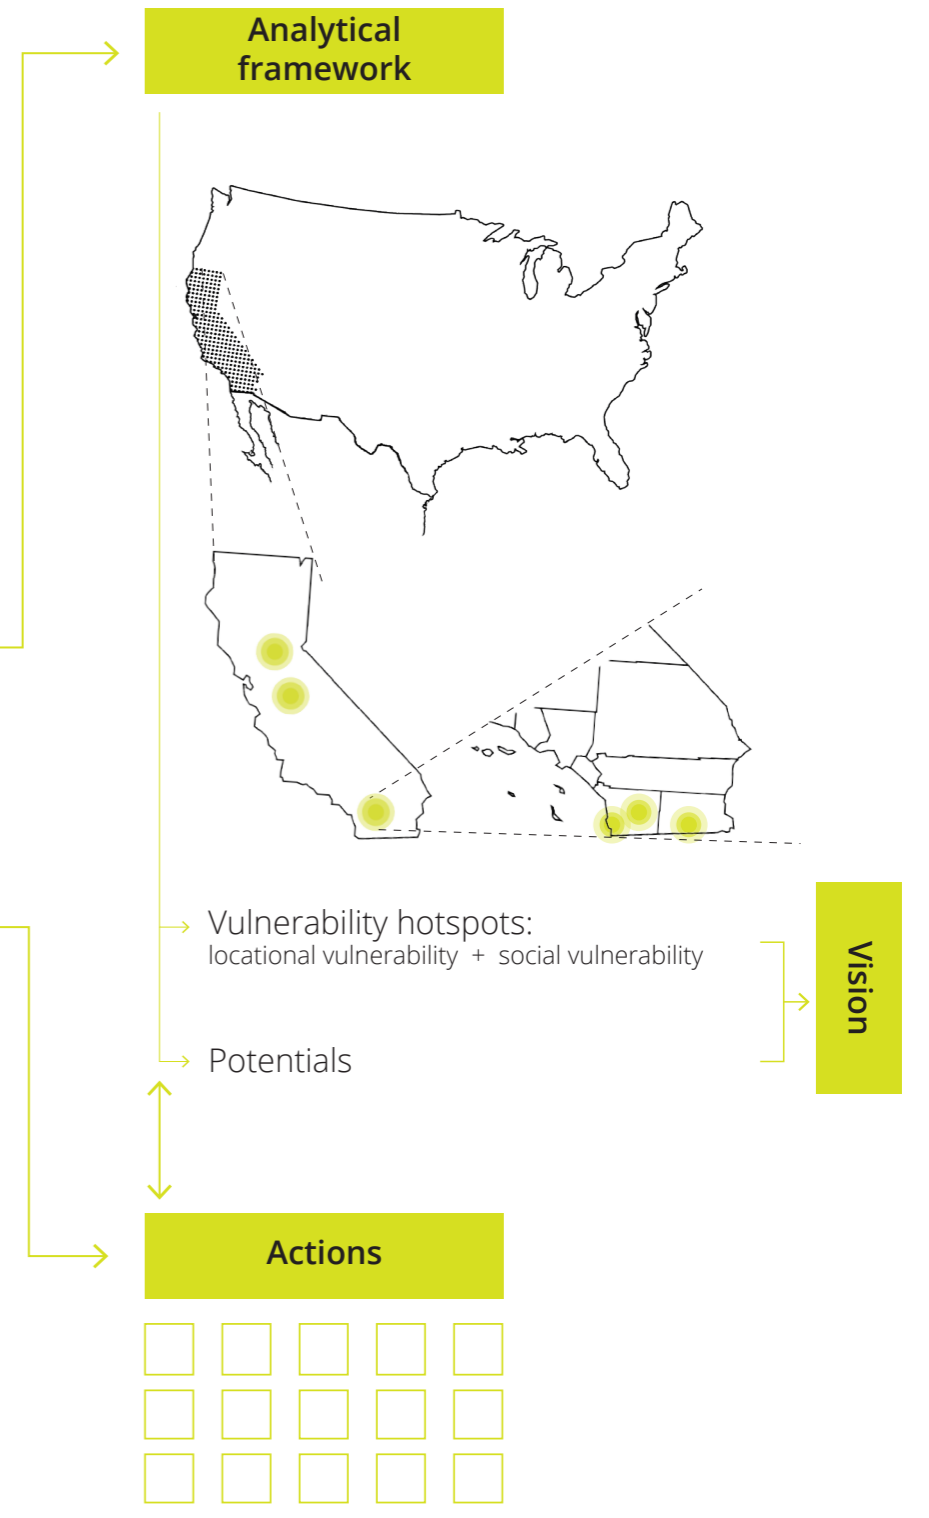 Analytical
framework
Vulnerability hotspots:
locational vulnerability + social vulnerability
Vision
Potentials
Actions